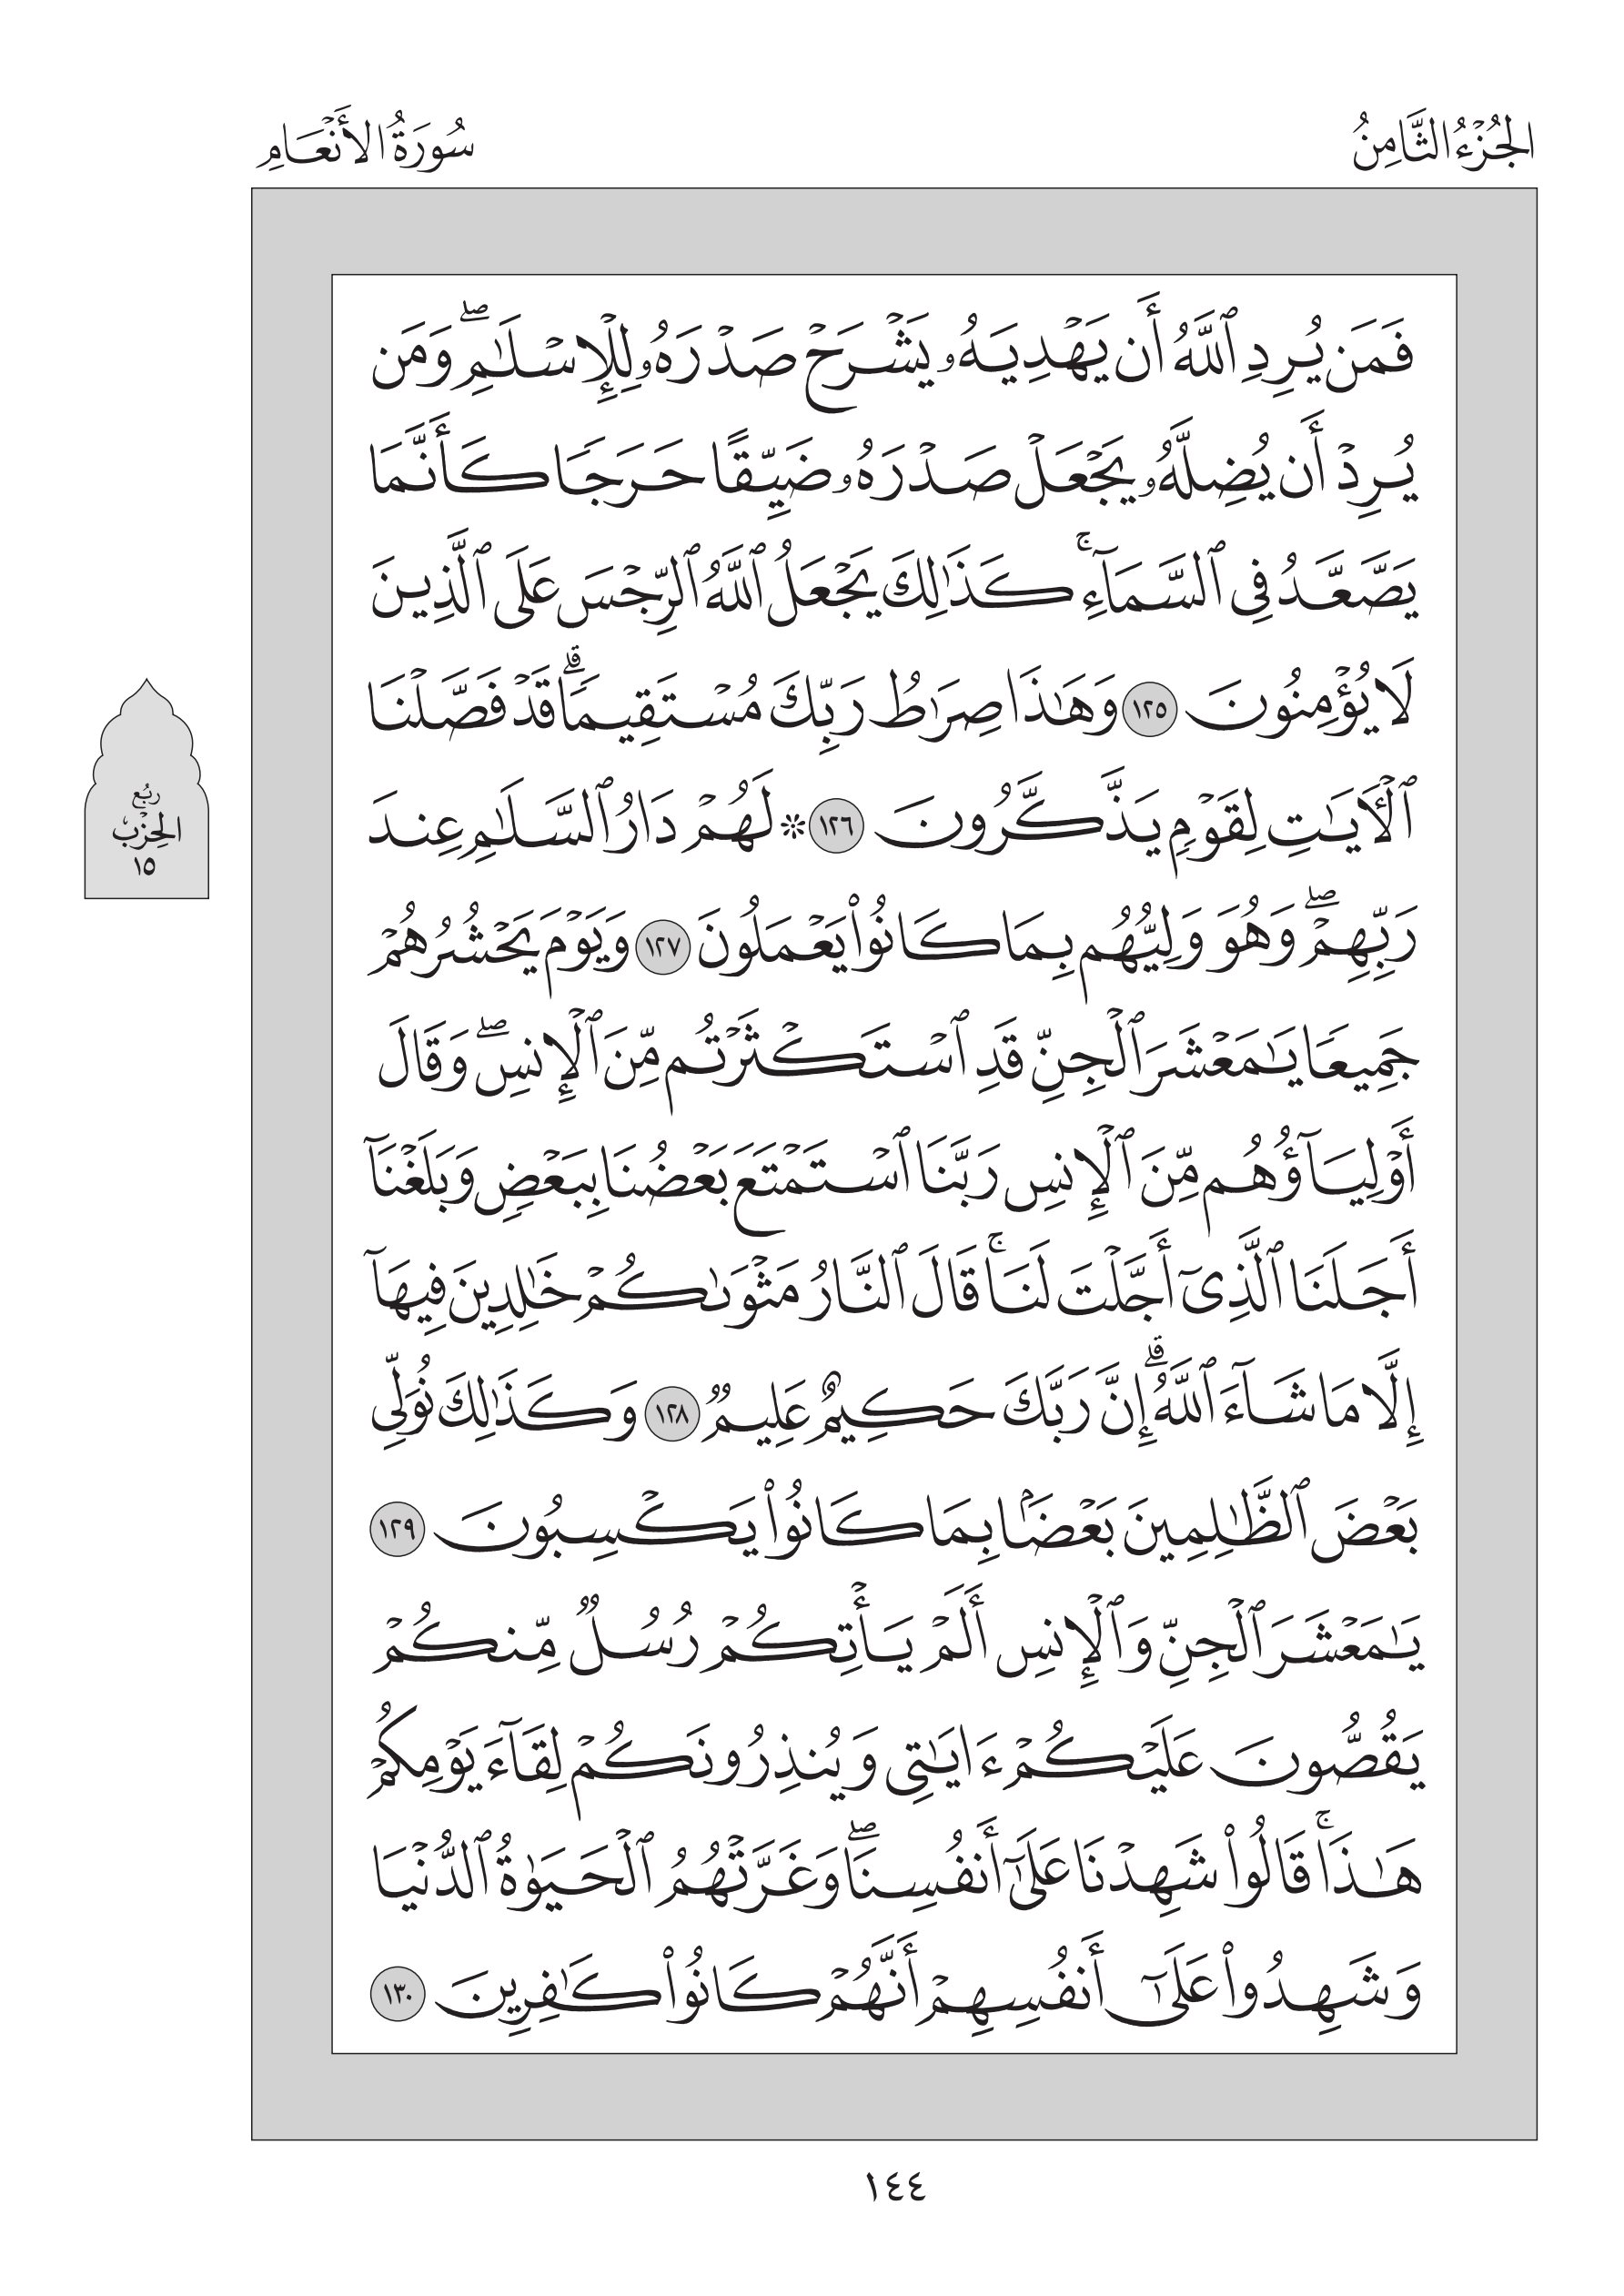 الجُزْءُ الثَّامِنُ
سُورَةُ الأَنْعَامِ
فَمَن يُرِدِ ٱللَّهُ أَن يَهْدِيَهُۥ يَشْرَحْ صَدْرَهُۥ لِلْإِسْلَٰمِۖ وَمَن
يُرِدْ أَن يُضِلَّهُۥ يَجْعَلْ صَدْرَهُۥ ضَيِّقًا حَرَجًا كَأَنَّمَا
يَصَّعَّدُ فِى ٱلسَّمَآءِۚ كَذَٰلِكَ يَجْعَلُ ٱللَّهُ ٱلرِّجْسَ عَلَى ٱلَّذِينَ
لَا يُؤْمِنُونَ ١٢٥ وَهَٰذَا صِرَٰطُ رَبِّكَ مُسْتَقِيمًاۗ قَدْ فَصَّلْنَا
ٱلْءَايَٰتِ لِقَوْمٍ يَذَّكَّرُونَ ١٢٦ ۞ لَهُمْ دَارُ ٱلسَّلَٰمِ عِندَ
رَبِّهِمْۖ وَهُوَ وَلِيُّهُم بِمَا كَانُوا۟ يَعْمَلُونَ ١٢٧ وَيَوْمَ يَحْشُرُهُمْ
جَمِيعًا يَٰمَعْشَرَ ٱلْجِنِّ قَدِ ٱسْتَكْثَرْتُم مِّنَ ٱلْإِنسِۖ وَقَالَ
أَوْلِيَآؤُهُم مِّنَ ٱلْإِنسِ رَبَّنَا ٱسْتَمْتَعَ بَعْضُنَا بِبَعْضٍ وَبَلَغْنَآ
أَجَلَنَا ٱلَّذِىٓ أَجَّلْتَ لَنَاۚ قَالَ ٱلنَّارُ مَثْوَىٰكُمْ خَٰلِدِينَ فِيهَآ
إِلَّا مَا شَآءَ ٱللَّهُۗ إِنَّ رَبَّكَ حَكِيمٌ عَلِيمٌ ١٢٨ وَكَذَٰلِكَ نُوَلِّى
بَعْضَ ٱلظَّٰلِمِينَ بَعْضًۢا بِمَا كَانُوا۟ يَكْسِبُونَ ١٢٩
يَٰمَعْشَرَ ٱلْجِنِّ وَٱلْإِنسِ أَلَمْ يَأْتِكُمْ رُسُلٌ مِّنكُمْ
يَقُصُّونَ عَلَيْكُمْ ءَايَٰتِى وَيُنذِرُونَكُمْ لِقَآءَ يَوْمِكُمْ
هَٰذَاۚ قَالُوا۟ شَهِدْنَا عَلَىٰٓ أَنفُسِنَاۖ وَغَرَّتْهُمُ ٱلْحَيَوٰةُ ٱلدُّنْيَا
وَشَهِدُوا۟ عَلَىٰٓ أَنفُسِهِمْ أَنَّهُمْ كَانُوا۟ كَٰفِرِينَ ١٣٠
رُبُع
الحِزْب
١٥
١٤٤